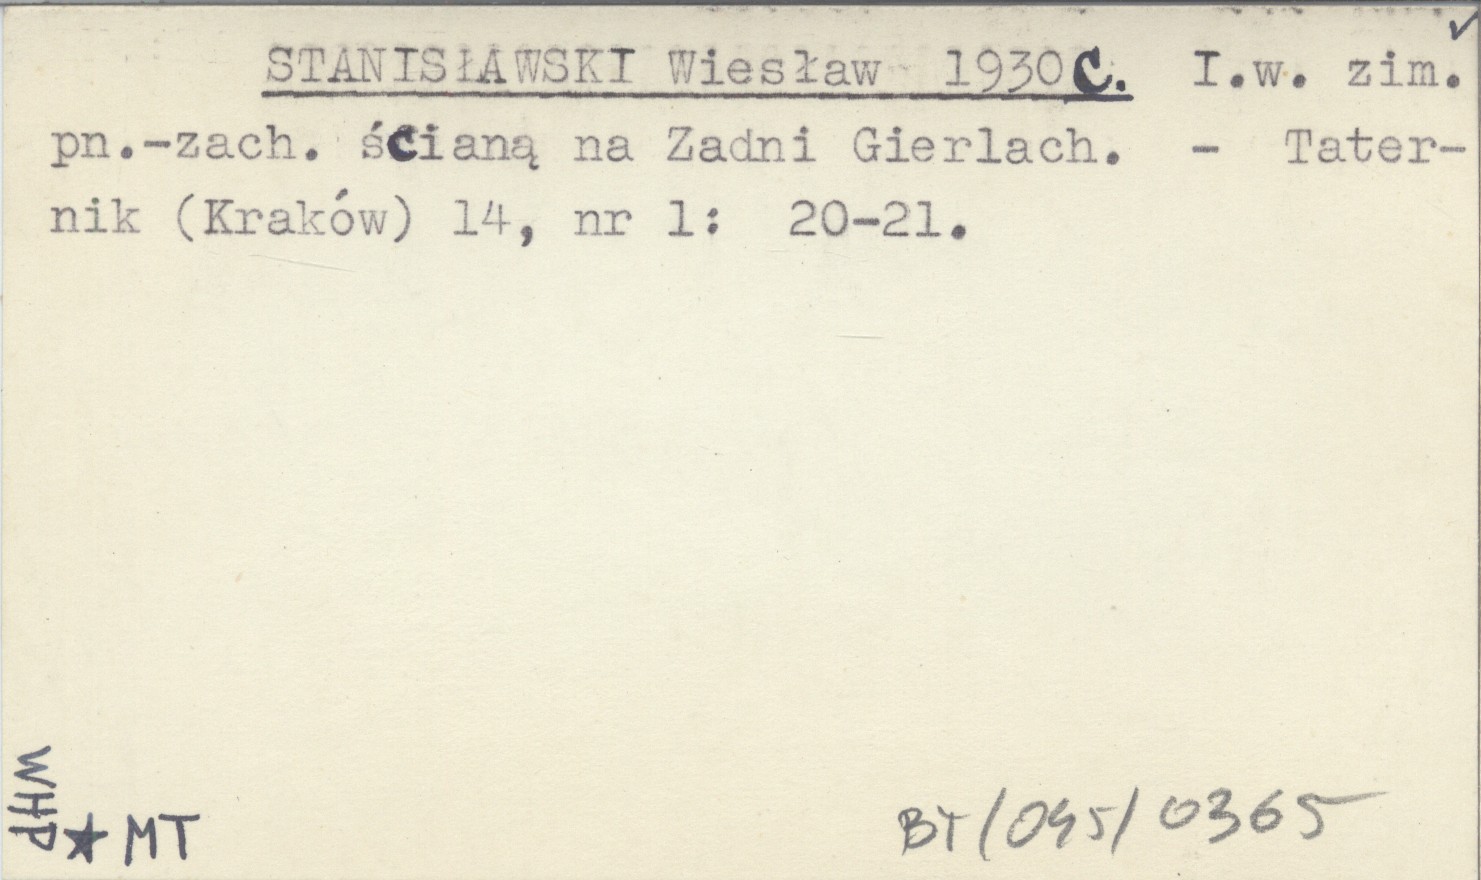 STANISŁAWSKI Wiesław 1930 C. I.w. zim. ✓
pn.-zach. ścianą na Zadni Gierlach. - Tater-
nik (Kraków) 14, nr 1: 20-21.
WHP
★ MT
BT/045/0365